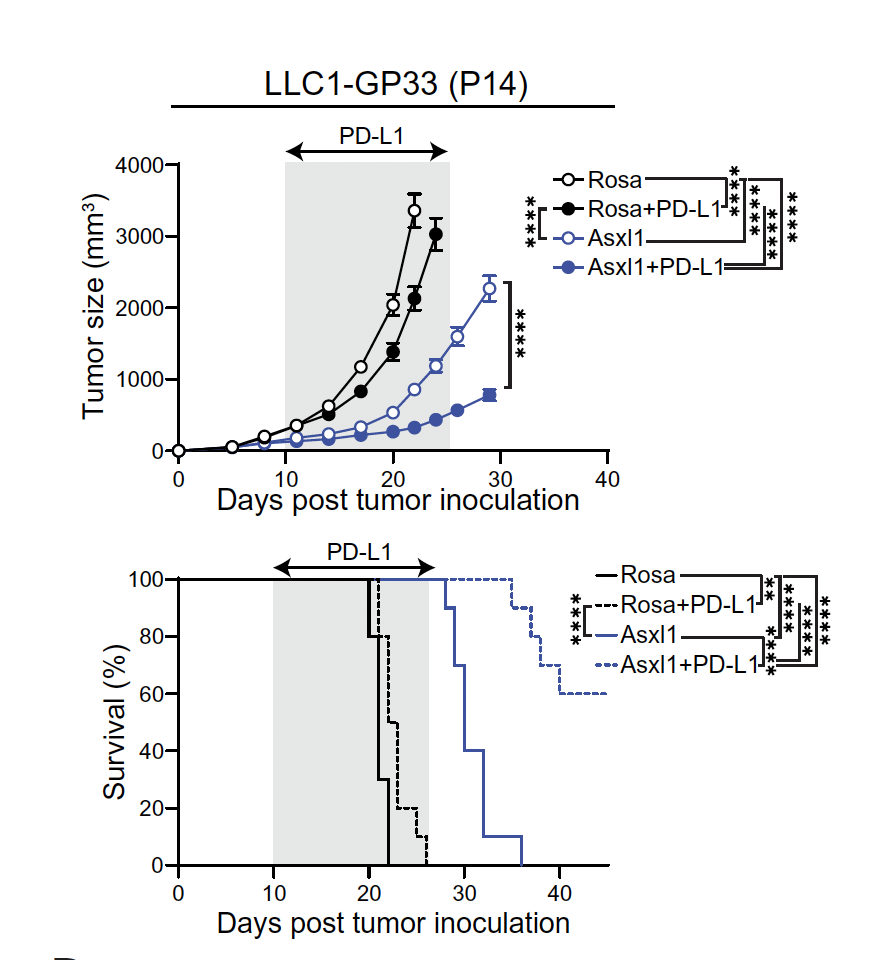 LLC1-GP33 (P14)
PD-L1
4000
3000
2000
1000
0
0 10 20 30 40
Tumor size (mm³)
Days post tumor inoculation
Rosa
Rosa+PD-L1
Asxl1
Asxl1+PD-L1
****
****
****
****
****
****
****
PD-L1
100
80
60
40
20
0
0 10 20 30 40
Survival (%)
Days post tumor inoculation
Rosa
Rosa+PD-L1
Asxl1
Asxl1+PD-L1
****
**
****
****
****
****